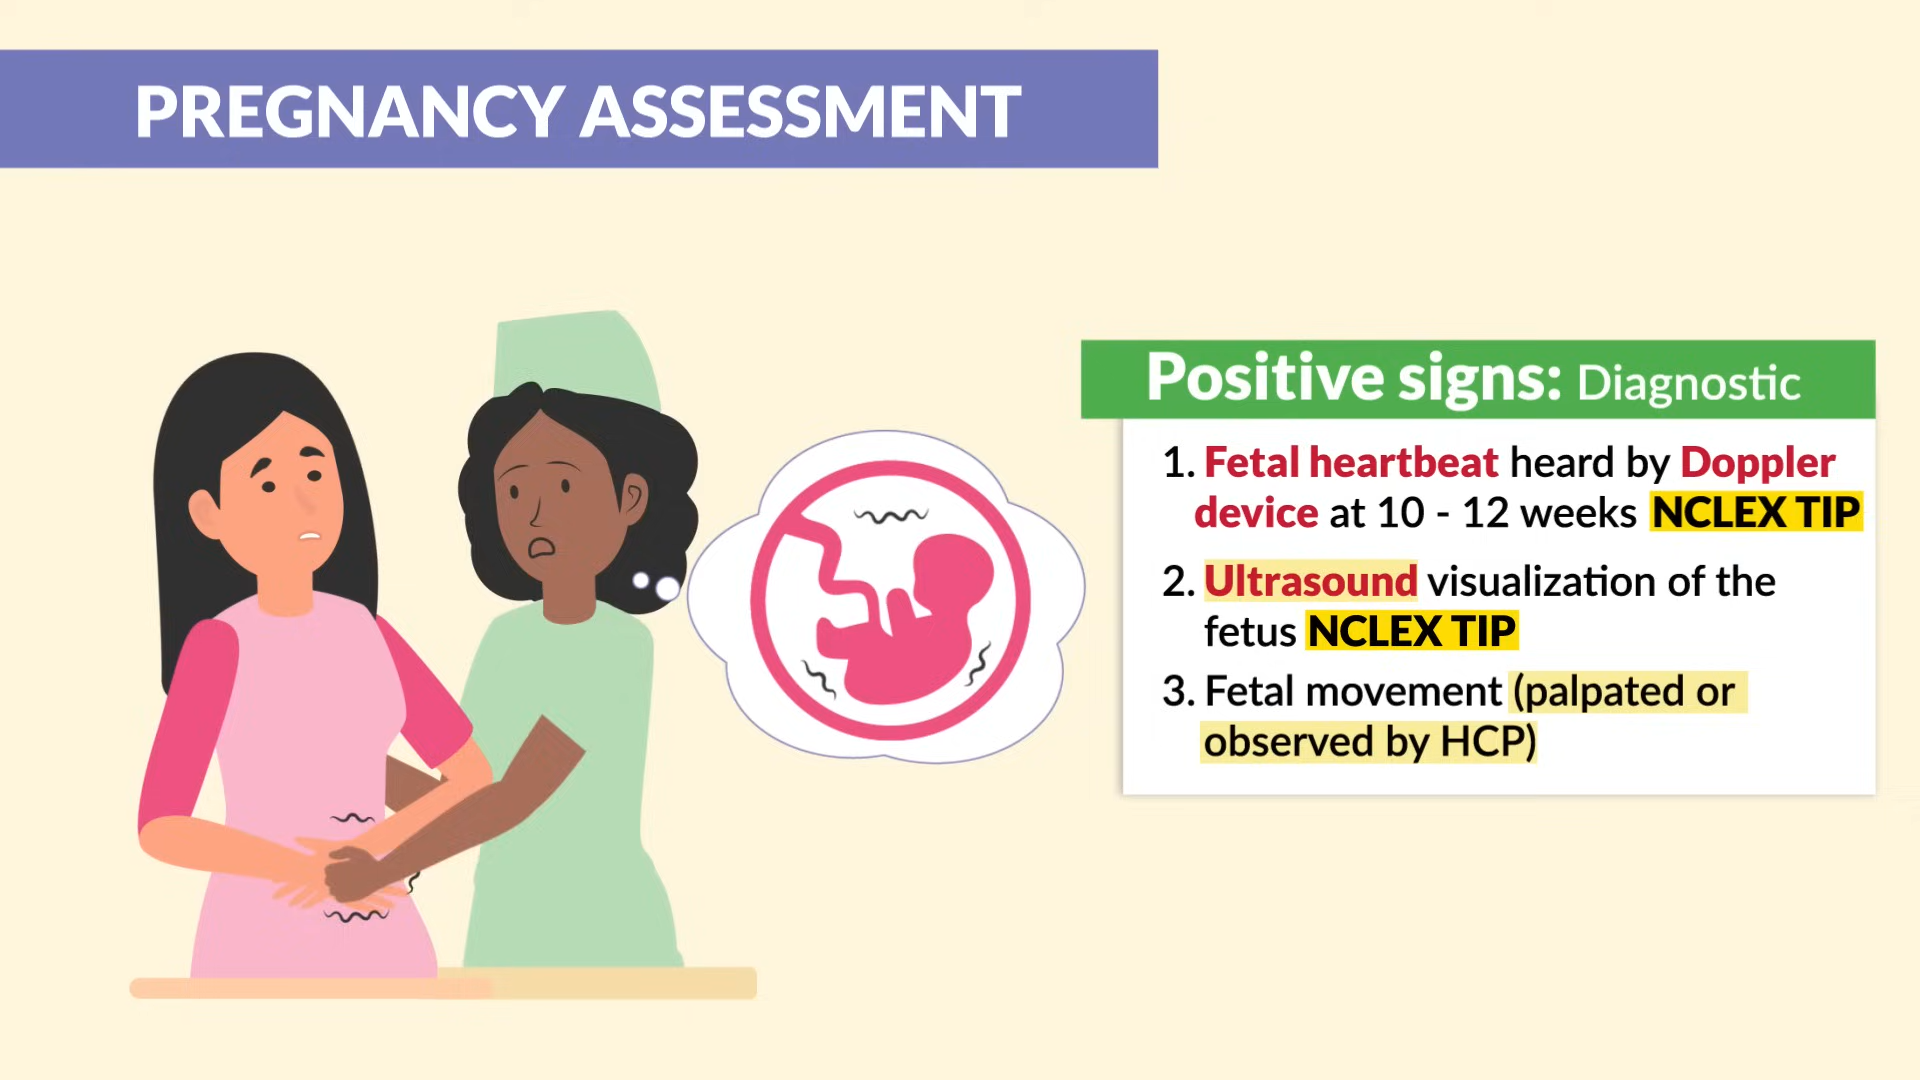 PREGNANCY ASSESSMENT
Positive signs: Diagnostic
1. Fetal heartbeat heard by Doppler
device at 10 - 12 weeks NCLEX TIP
2. Ultrasound visualization of the
fetus NCLEX TIP
3. Fetal movement (palpated or
observed by HCP)